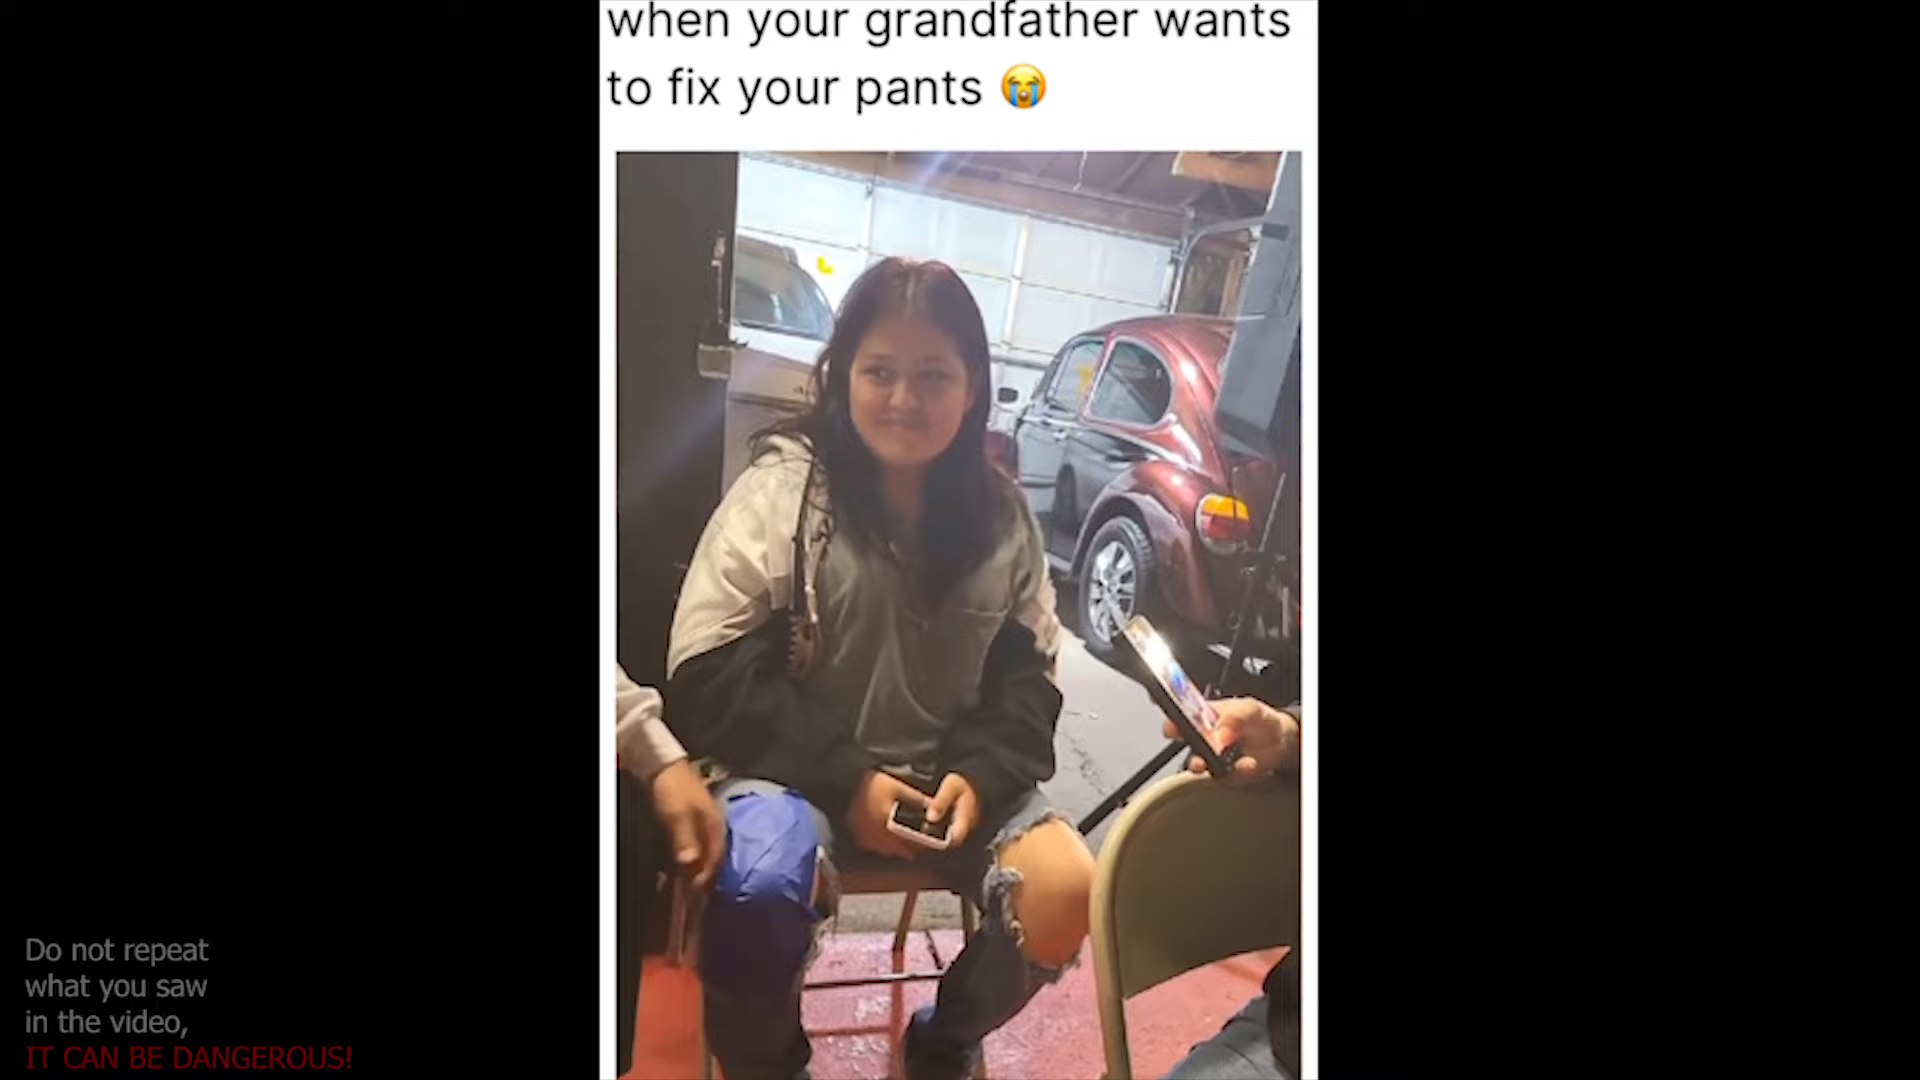 when your grandfather wants
to fix your pants 😭
Do not repeat
what you saw
in the video,
IT CAN BE DANGEROUS!